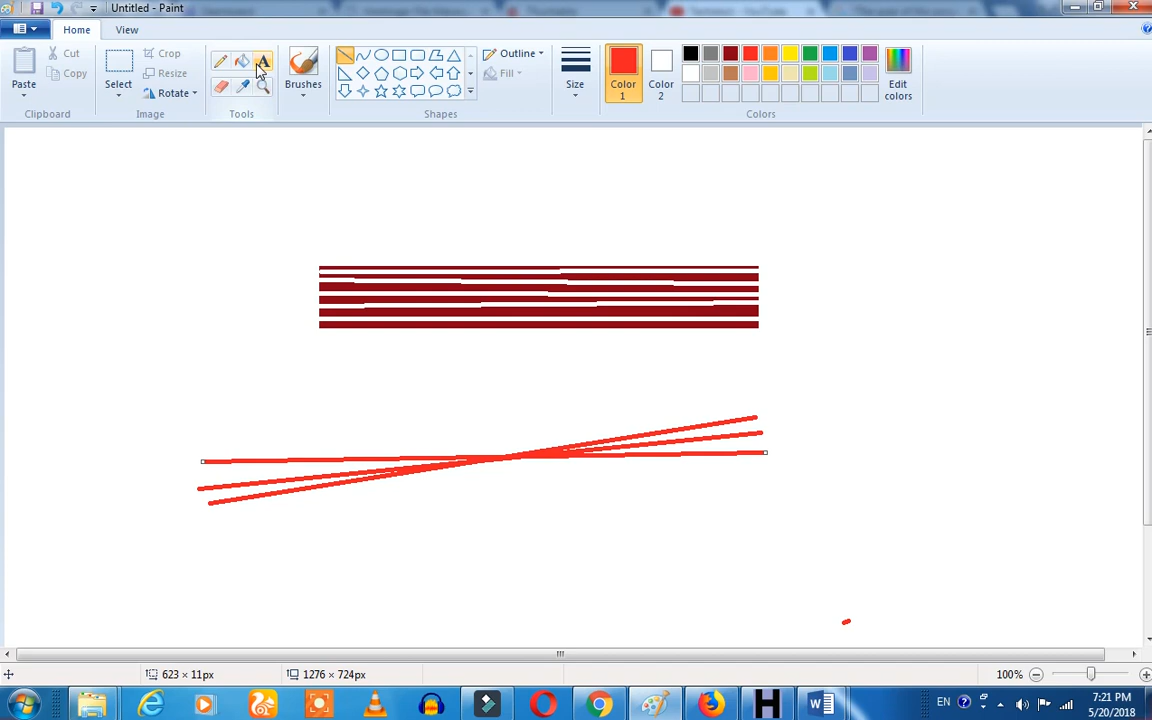 Untitled - Paint
Home
View
Paste
Cut
Copy
Clipboard
Select
Crop
Resize
Rotate
Image
A
Tools
Brushes
Shapes
Outline
Fill
Size
Color 1
Color 2
Edit colors
Colors
623 × 11px
1276 × 724px
100%
EN
7:21 PM
5/20/2018